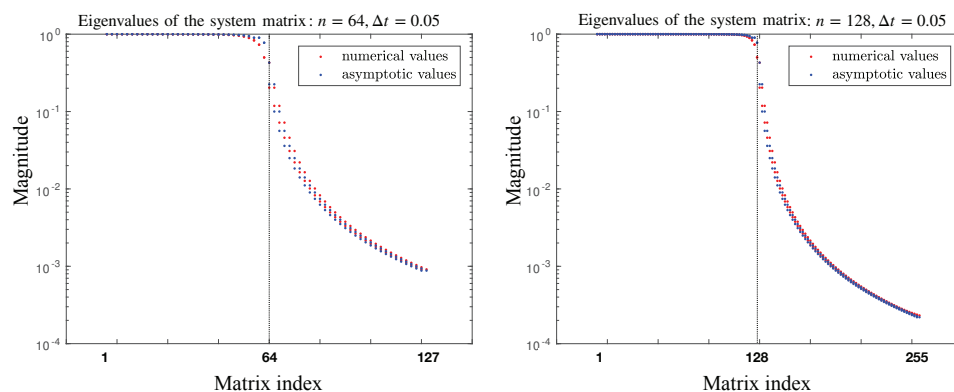 Eigenvalues of the system matrix: n = 64, Δt = 0.05
10^0
10^-1
10^-2
10^-3
10^-4
Magnitude
numerical values
asymptotic values
1
64
127
Matrix index
Eigenvalues of the system matrix: n = 128, Δt = 0.05
10^0
10^-1
10^-2
10^-3
10^-4
Magnitude
numerical values
asymptotic values
1
128
255
Matrix index